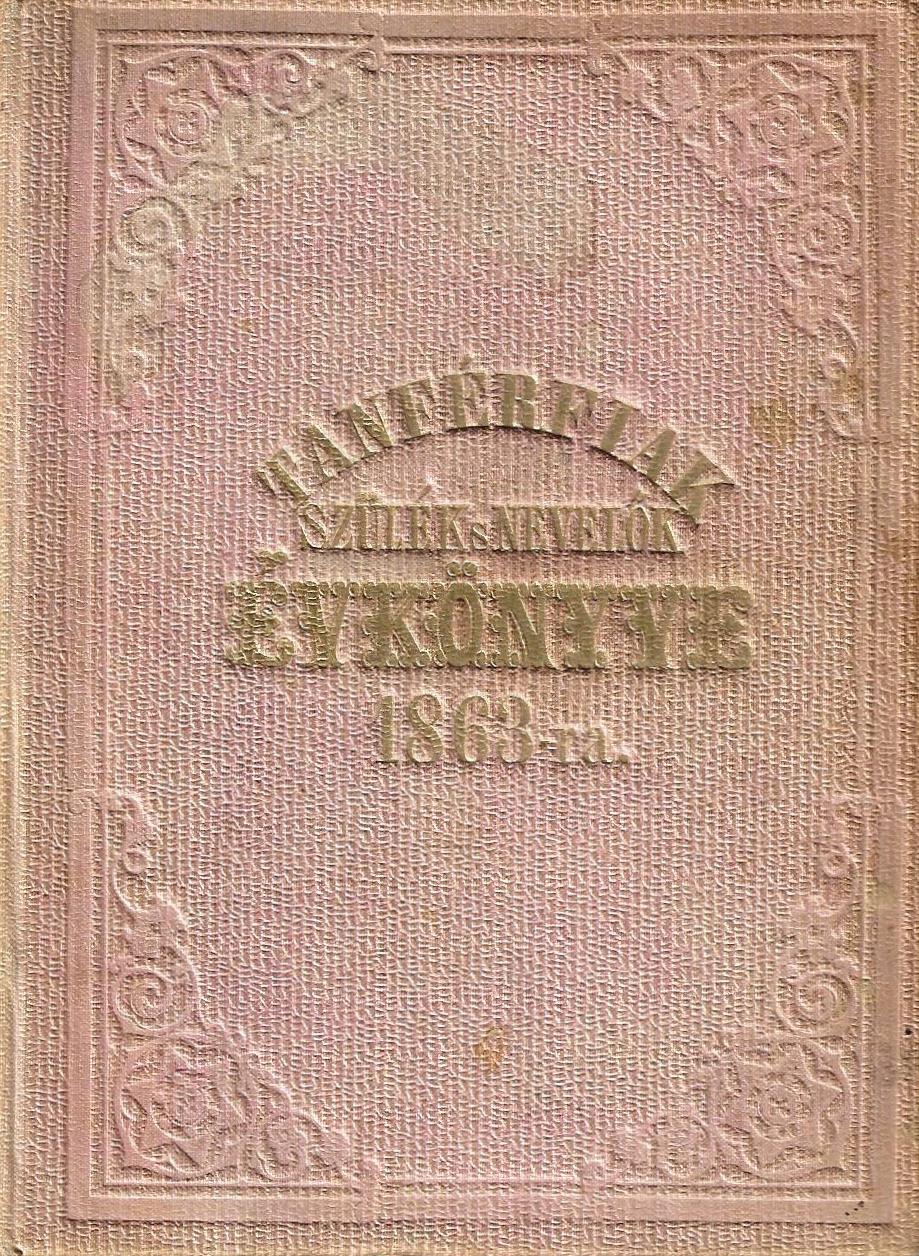 TANFÉRFIAK
SZÜLÉK s NEVELŐK
ÉVKÖNYVE
1863-ra.